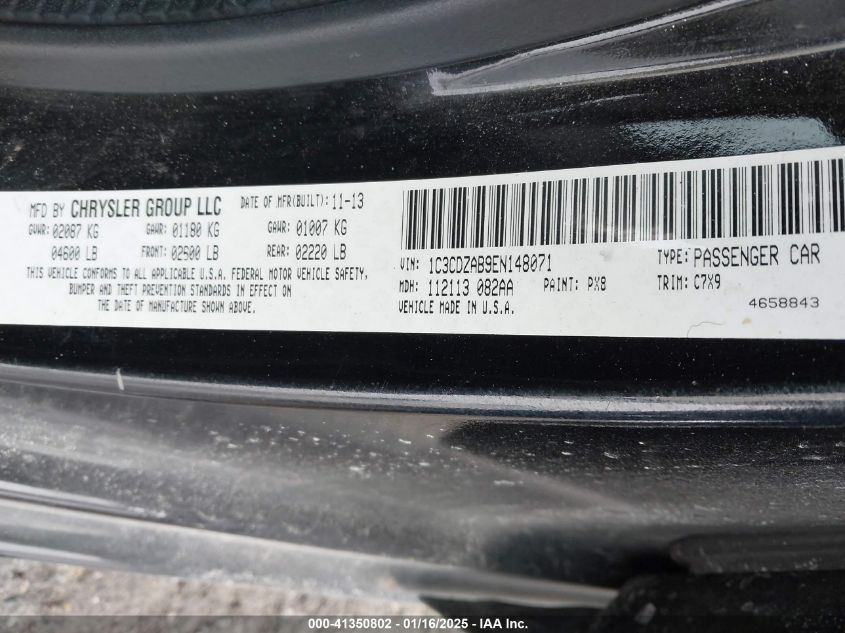 MFD BY CHRYSLER GROUP LLC DATE OF MFR(BUILT): 11-13
GVWR: 02087 KG GAWR: 01180 KG GAWR: 01007 KG
04600 LB FRONT: 02500 LB REAR: 02220 LB
THIS VEHICLE CONFORMS TO ALL APPLICABLE U.S.A. FEDERAL MOTOR VEHICLE SAFETY,
BUMPER AND THEFT PREVENTION STANDARDS IN EFFECT ON
THE DATE OF MANUFACTURE SHOWN ABOVE.
VIN: 1C3CDZAB9EN148071 TYPE: PASSENGER CAR
MDH: 112113 082AA PAINT: PX8 TRIM: C7X9
VEHICLE MADE IN U.S.A. 4658843
000-41350802 - 01/16/2025 - IAA Inc.